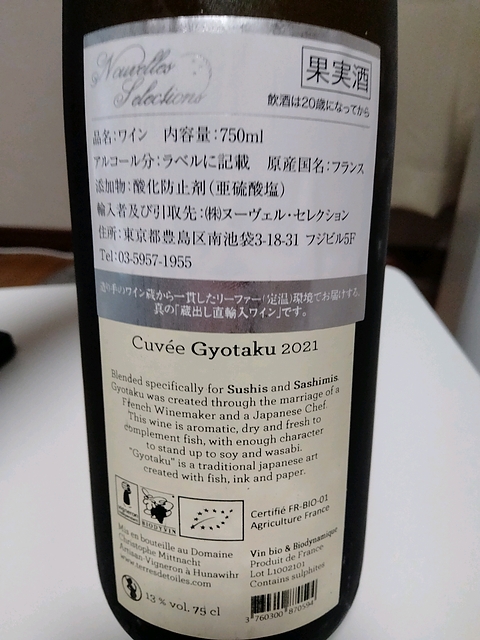 Nouvelles
Selections
果実酒
飲酒は20歳になってから
品名:ワイン 内容量:750ml
アルコール分:ラベルに記載 原産国名:フランス
添加物:酸化防止剤(亜硫酸塩)
輸入者及び引取先:㈱ヌーヴェル・セレクション
住所:東京都豊島区南池袋3-18-31 フジビル5F
Tel:03-5957-1955
造り手のワイン蔵から一貫したリーファー(定温)環境でお届けする、
真の「蔵出し直輸入ワイン」です。
Cuvée Gyotaku 2021
Blended specifically for Sushis and Sashimis
Gyotaku was created through the marriage of a
French Winemaker and a Japanese Chef.
This wine is aromatic, dry and fresh to
complement fish, with enough character
to stand up to soy and wasabi.
"Gyotaku" is a traditional japanese art
created with fish, ink and paper.
BIODYVIN
Certifié FR-BIO-01
Agriculture France
Mis en bouteille au Domaine
Christophe Mittnacht
Artisan-Vigneron à Hunawihr
www.terresdetoiles.com
Vin bio & Biodynamique
Produit de France
Lot L1002101
Contains sulphites
13 % vol. 75 cl
3 760300 870594